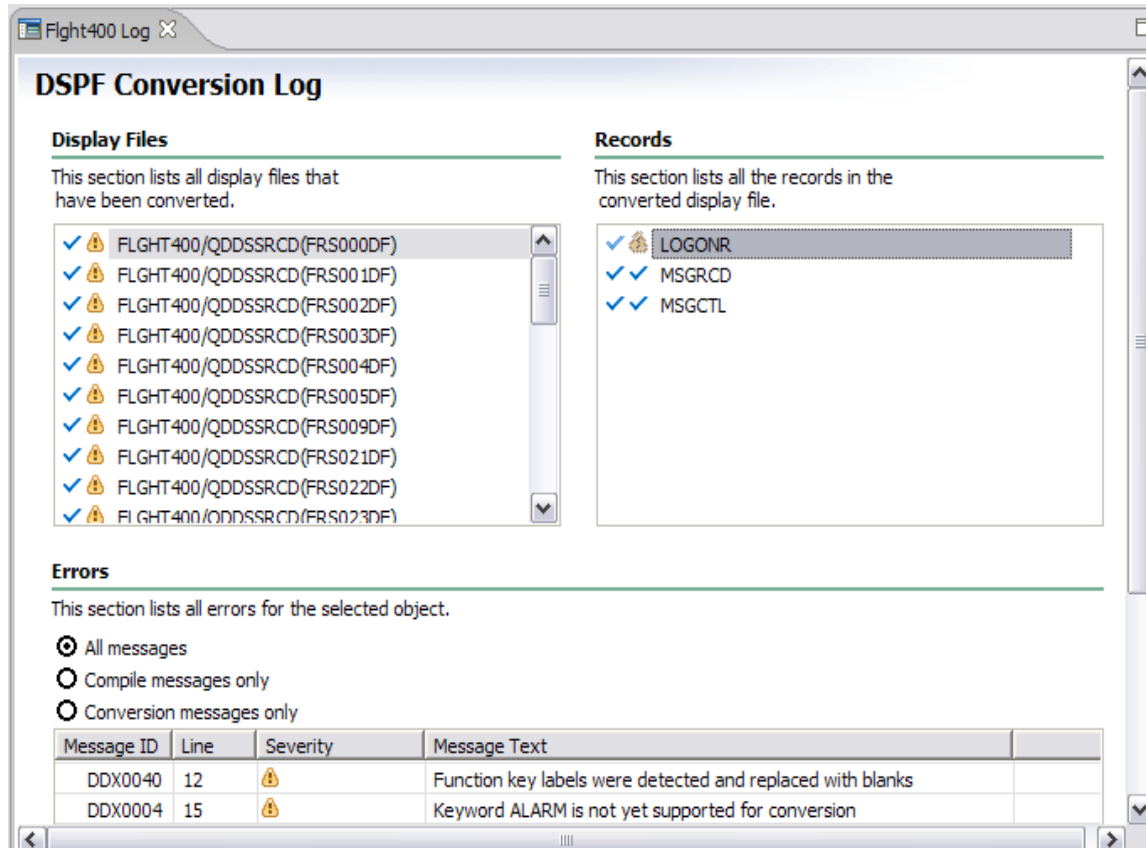 Flght400 Log
DSPF Conversion Log
Display Files
This section lists all display files that
have been converted.
FLGHT400/QDDSSRCD(FRS000DF)
FLGHT400/QDDSSRCD(FRS001DF)
FLGHT400/QDDSSRCD(FRS002DF)
FLGHT400/QDDSSRCD(FRS003DF)
FLGHT400/QDDSSRCD(FRS004DF)
FLGHT400/QDDSSRCD(FRS005DF)
FLGHT400/QDDSSRCD(FRS009DF)
FLGHT400/QDDSSRCD(FRS021DF)
FLGHT400/QDDSSRCD(FRS022DF)
FLGHT400/QDDSSRCD(FRS023DF)
Records
This section lists all the records in the
converted display file.
LOGONR
MSGRCD
MSGCTL
Errors
This section lists all errors for the selected object.
All messages
Compile messages only
Conversion messages only
Message ID Line Severity Message Text
DDX0040 12 Function key labels were detected and replaced with blanks
DDX0004 15 Keyword ALARM is not yet supported for conversion